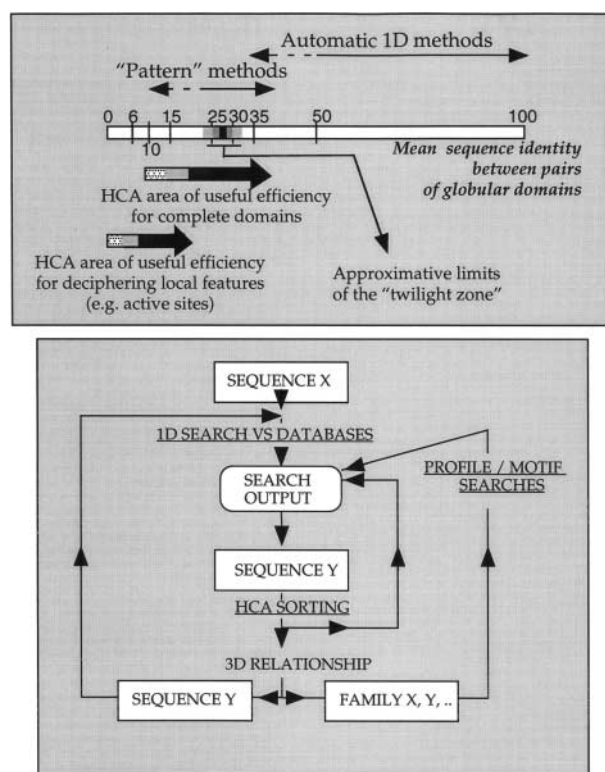 Automatic 1D methods
"Pattern" methods
0 6 15 25 30 35 50 100
10
Mean sequence identity
between pairs
of globular domains
HCA area of useful efficiency
for complete domains
HCA area of useful efficiency
for deciphering local features
(e.g. active sites)
Approximative limits
of the "twilight zone"
SEQUENCE X
1D SEARCH VS DATABASES
PROFILE / MOTIF
SEARCHES
SEARCH
OUTPUT
SEQUENCE Y
HCA SORTING
3D RELATIONSHIP
SEQUENCE Y
FAMILY X, Y, ..